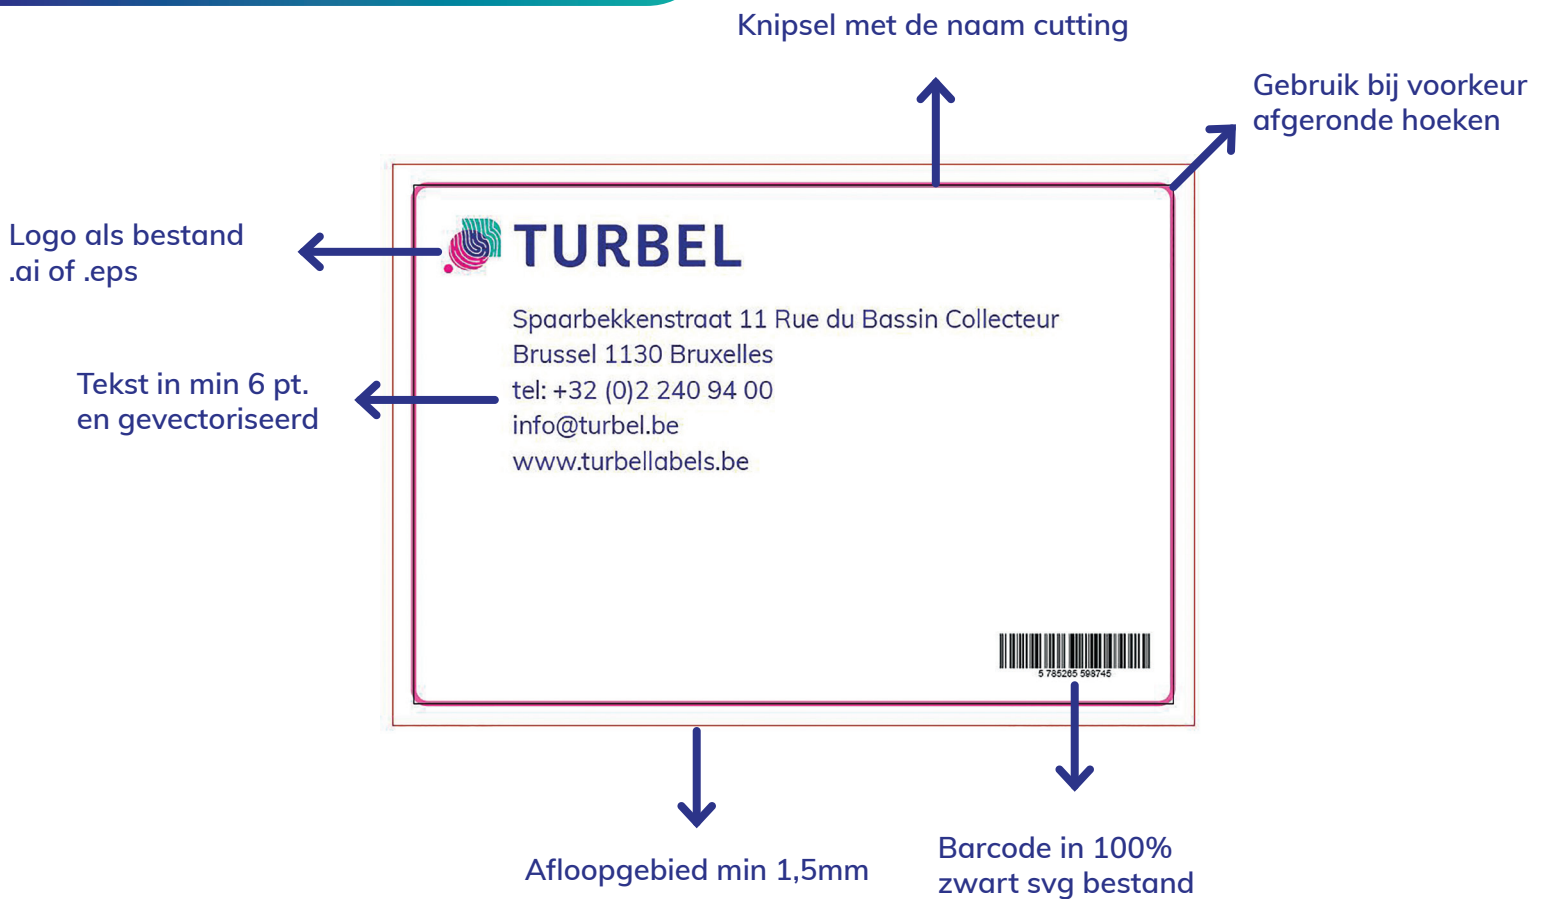 Knipsel met de naam cutting
Gebruik bij voorkeur
afgeronde hoeken
Logo als bestand
.ai of .eps
TURBEL
Spaarbekkenstraat 11 Rue du Bassin Collecteur
Brussel 1130 Bruxelles
tel: +32 (0)2 240 94 00
info@turbel.be
www.turbellabels.be
Tekst in min 6 pt.
en gevectoriseerd
5 785265 598745
Afloopgebied min 1,5mm
Barcode in 100%
zwart svg bestand